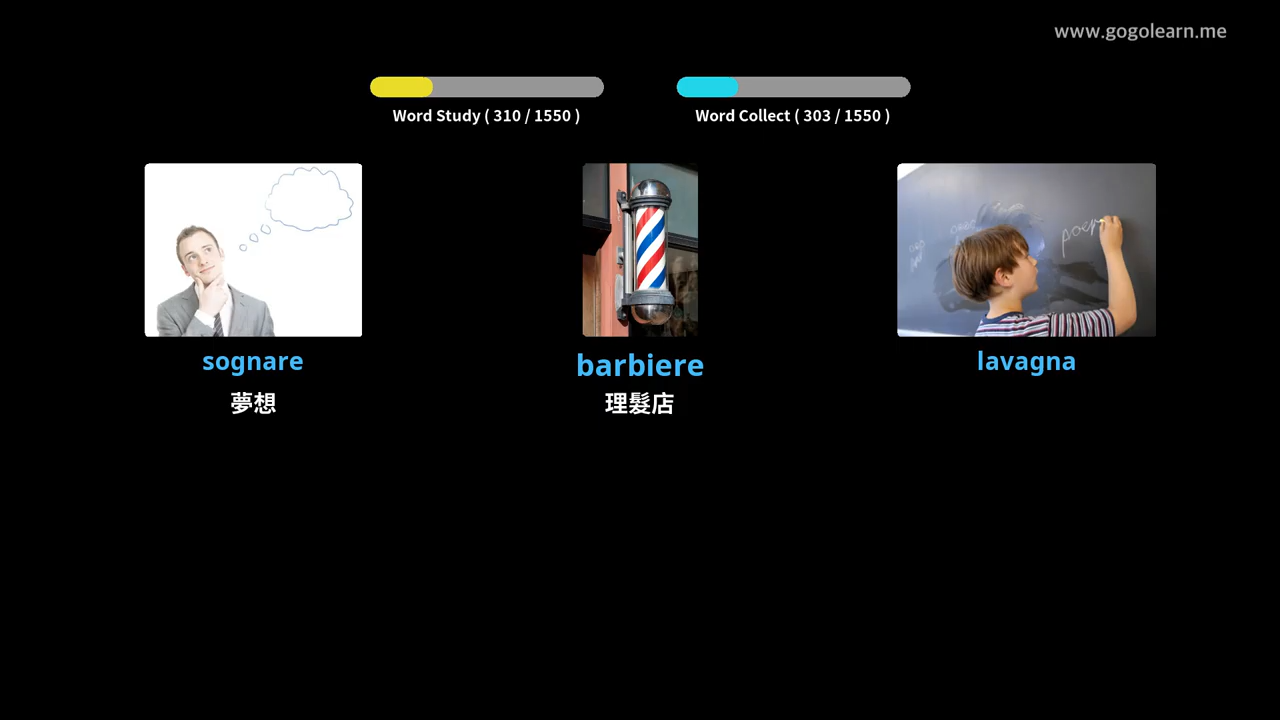 www.gogolearn.me
Word Study ( 310 / 1550 )
Word Collect ( 303 / 1550 )
poer
sognare
barbiere
lavagna
夢想
理髮店